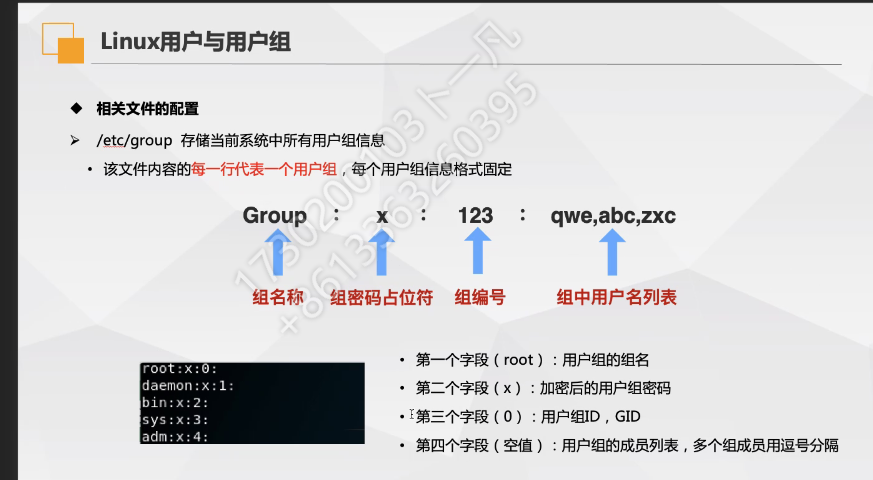 Linux用户与用户组
◆ 相关文件的配置
➢ /etc/group 存储当前系统中所有用户组信息
• 该文件内容的每一行代表一个用户组，每个用户组信息格式固定
Group : x : 123 : qwe,abc,zxc
组名称 组密码占位符 组编号 组中用户名列表
root:x:0:
daemon:x:1:
bin:x:2:
sys:x:3:
adm:x:4:
• 第一个字段（root）：用户组的组名
• 第二个字段（x）：加密后的用户组密码
• 第三个字段（0）：用户组ID，GID
• 第四个字段（空值）：用户组的成员列表，多个组成员用逗号分隔
1730200103卜一凡
+8613363260395